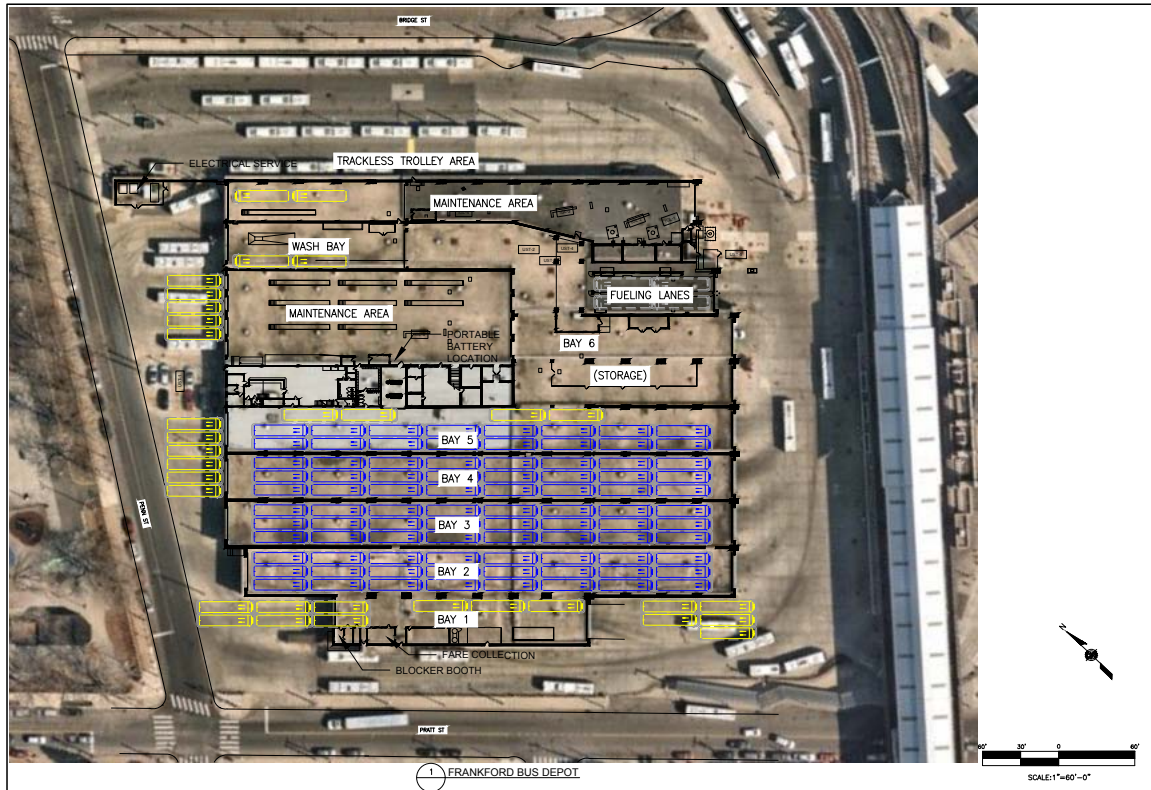 BRIDGE ST
ELECTRICAL SERVICE
TRACKLESS TROLLEY AREA
MAINTENANCE AREA
WASH BAY
FUELING LANES
MAINTENANCE AREA
PORTABLE
BATTERY
LOCATION
BAY 6
(STORAGE)
BAY 5
BAY 4
PENN ST
BAY 3
BAY 2
BAY 1
FARE COLLECTION
BLOCKER BOOTH
N
PRATT ST
60' 30' 0 60'
SCALE:1"=60'-0"
1 FRANKFORD BUS DEPOT